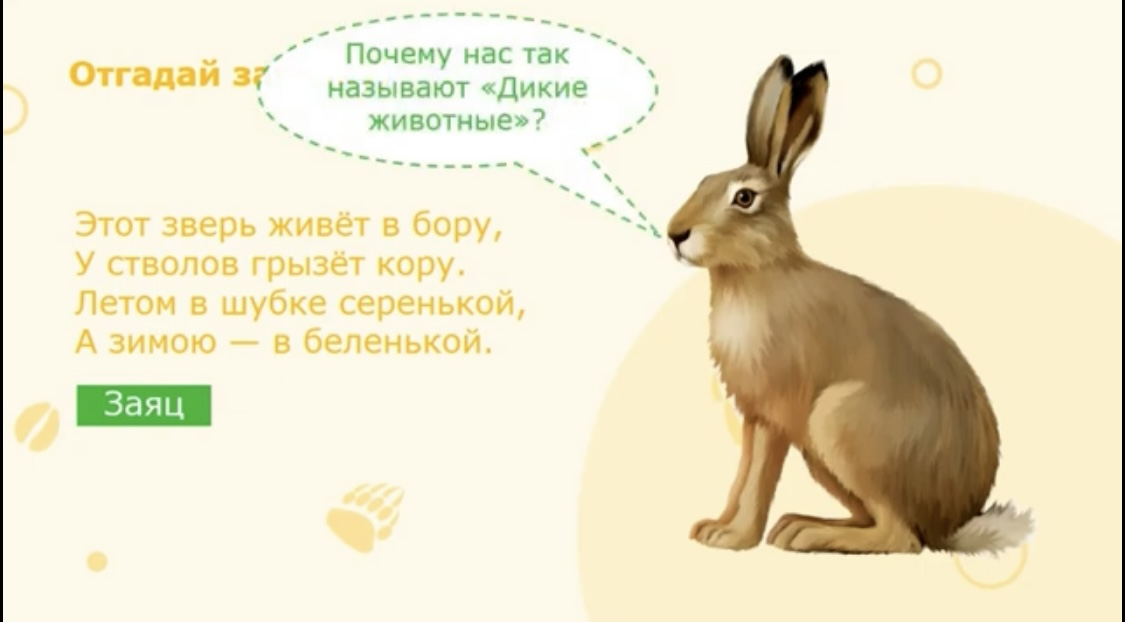 Отгадай за
Почему нас так
называют «Дикие
животные»?
Этот зверь живёт в бору,
У стволов грызёт кору.
Летом в шубке серенькой,
А зимою — в беленькой.
Заяц